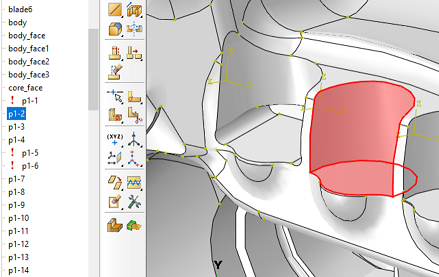 blade6
body
body_face
body_face1
body_face2
body_face3
core_face
! p1-1
p1-2
p1-3
p1-4
! p1-5
! p1-6
p1-7
p1-8
p1-9
p1-10
p1-11
p1-12
p1-13
p1-14
(XYZ)
Y